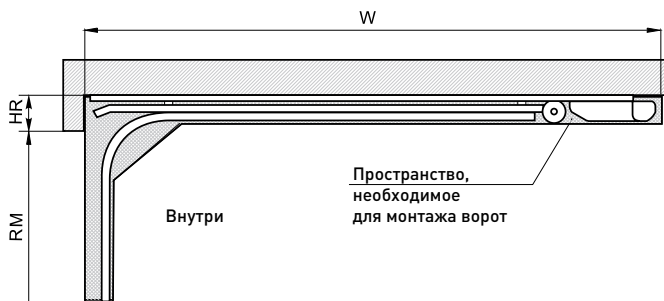 W
HR
RM
Пространство,
необходимое
для монтажа ворот
Внутри